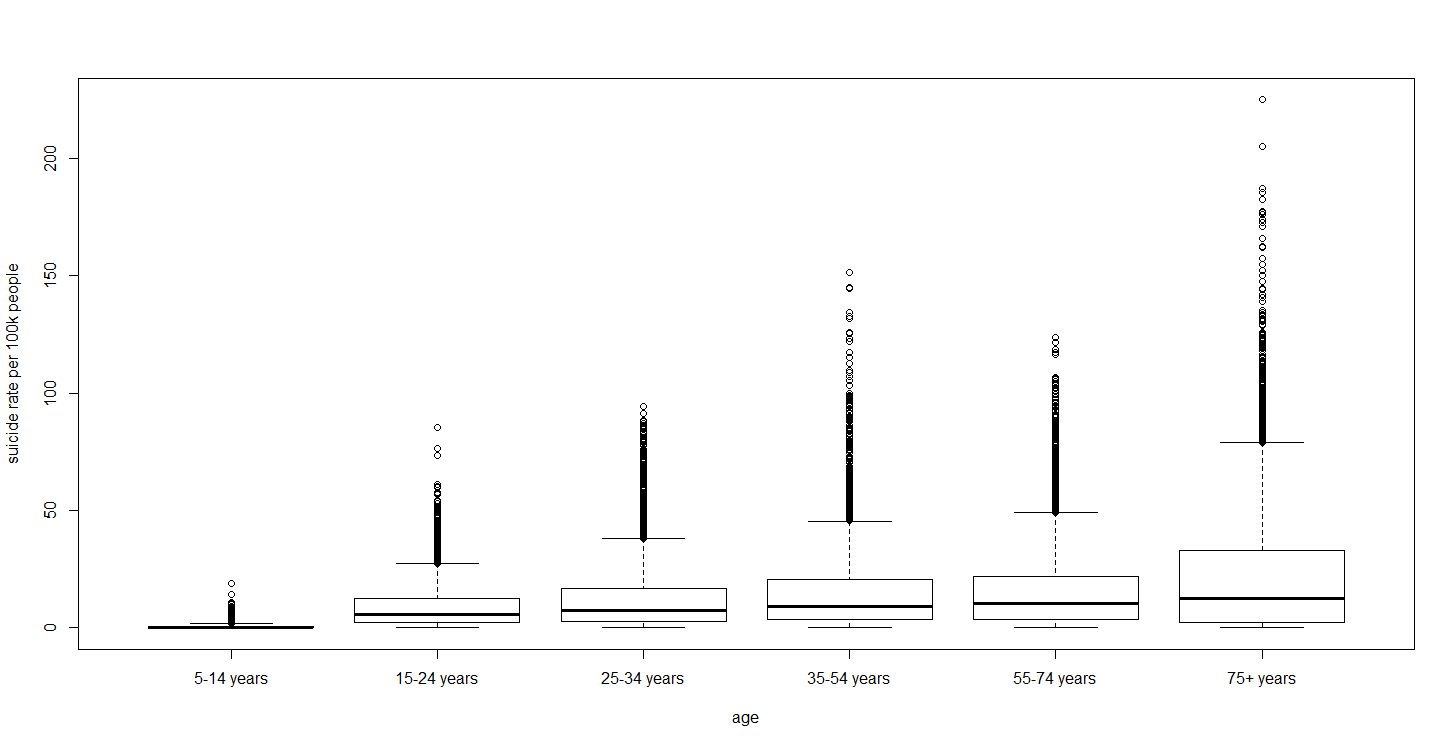 suicide rate per 100k people
200
150
100
50
0
5-14 years
15-24 years
25-34 years
35-54 years
55-74 years
75+ years
age